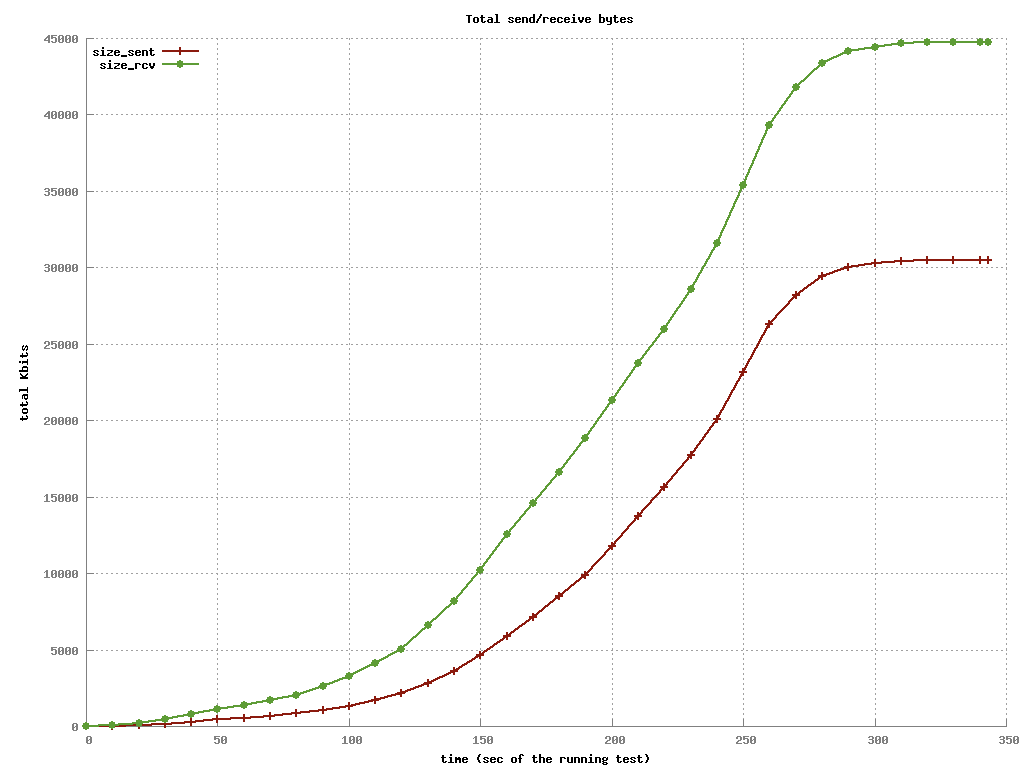 Total send/receive bytes
size_sent
size_rcv
45000
40000
35000
30000
25000
20000
15000
10000
5000
0
total Kbits
0 50 100 150 200 250 300 350
time (sec of the running test)